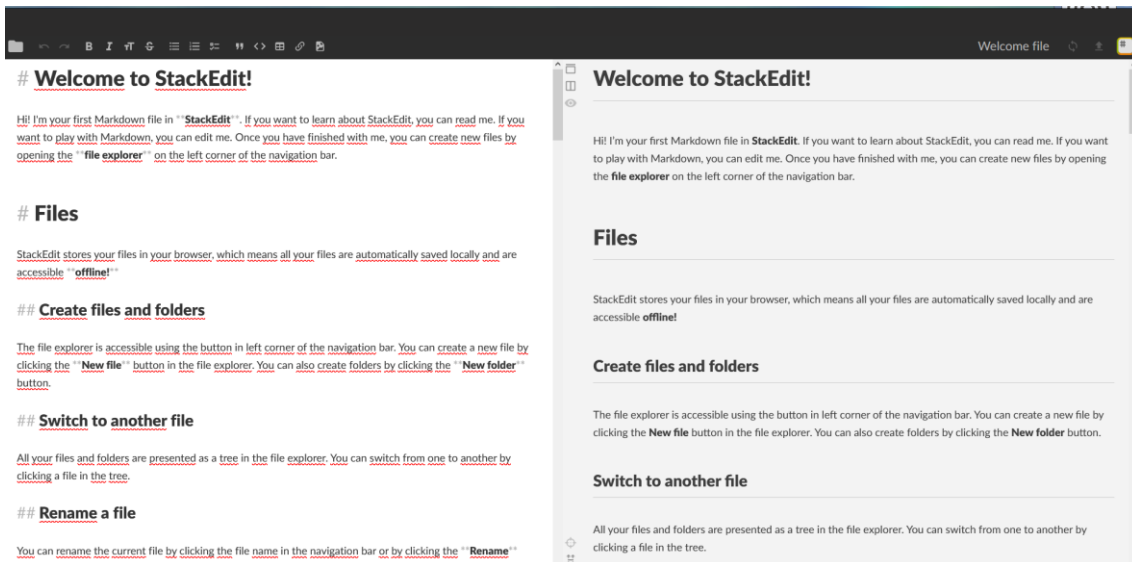 Welcome file
# Welcome to StackEdit!
Hi! I'm your first Markdown file in **StackEdit**. If you want to learn about StackEdit, you can read me. If you
want to play with Markdown, you can edit me. Once you have finished with me, you can create new files by
opening the **file explorer** on the left corner of the navigation bar.
# Files
StackEdit stores your files in your browser, which means all your files are automatically saved locally and are
accessible **offline!**
## Create files and folders
The file explorer is accessible using the button in left corner of the navigation bar. You can create a new file by
clicking the **New file** button in the file explorer. You can also create folders by clicking the **New folder**
button.
## Switch to another file
All your files and folders are presented as a tree in the file explorer. You can switch from one to another by
clicking a file in the tree.
## Rename a file
You can rename the current file by clicking the file name in the navigation bar or by clicking the **Rename**
Welcome to StackEdit!
Hi! I'm your first Markdown file in StackEdit. If you want to learn about StackEdit, you can read me. If you want
to play with Markdown, you can edit me. Once you have finished with me, you can create new files by opening
the file explorer on the left corner of the navigation bar.
Files
StackEdit stores your files in your browser, which means all your files are automatically saved locally and are
accessible offline!
Create files and folders
The file explorer is accessible using the button in left corner of the navigation bar. You can create a new file by
clicking the New file button in the file explorer. You can also create folders by clicking the New folder button.
Switch to another file
All your files and folders are presented as a tree in the file explorer. You can switch from one to another by
clicking a file in the tree.